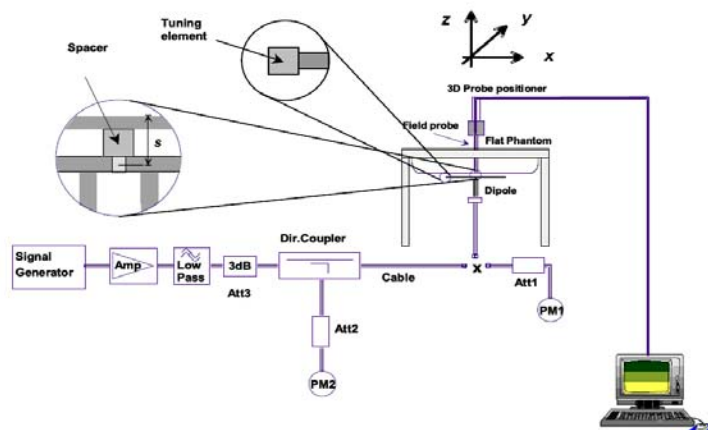 Tuning
element
z
y
x
Spacer
3D Probe positioner
Field probe
Flat Phantom
s
Dipole
Signal
Generator
Amp
Low
Pass
3dB
Att3
Dir.Coupler
Cable
x
Att1
PM1
Att2
PM2